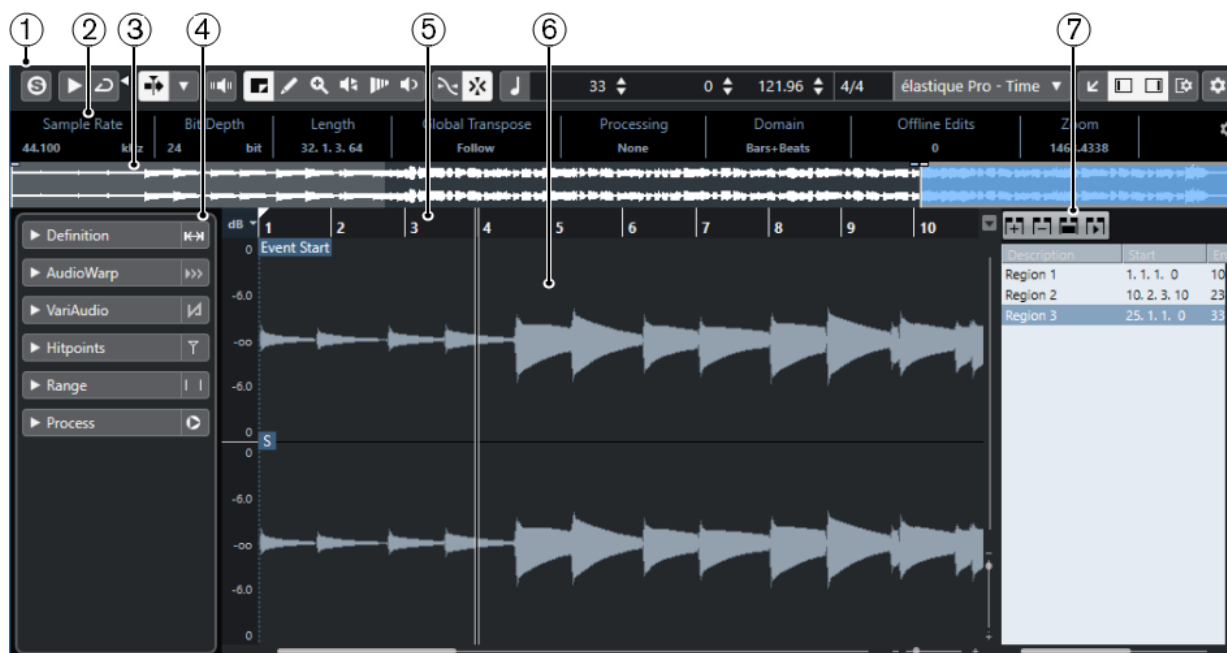 ① ② ③ ④ ⑤ ⑥ ⑦
33 0 121.96 4/4 élastique Pro - Time
Sample Rate Bit Depth Length Global Transpose Processing Domain Offline Edits Zoom
44.100 24 bit 32. 1. 3. 64 Follow None Bars+Beats 0
Definition
AudioWarp
VariAudio
Hitpoints
Range
Process
dB 1 2 3 4 5 6 7 8 9 10
Event Start
0
-6.0
-oo
-6.0
0
S
0
-6.0
-oo
-6.0
0
Description Start
Region 1 1. 1. 1. 0 10
Region 2 10. 2. 3. 10 23
Region 3 25. 1. 1. 0 33